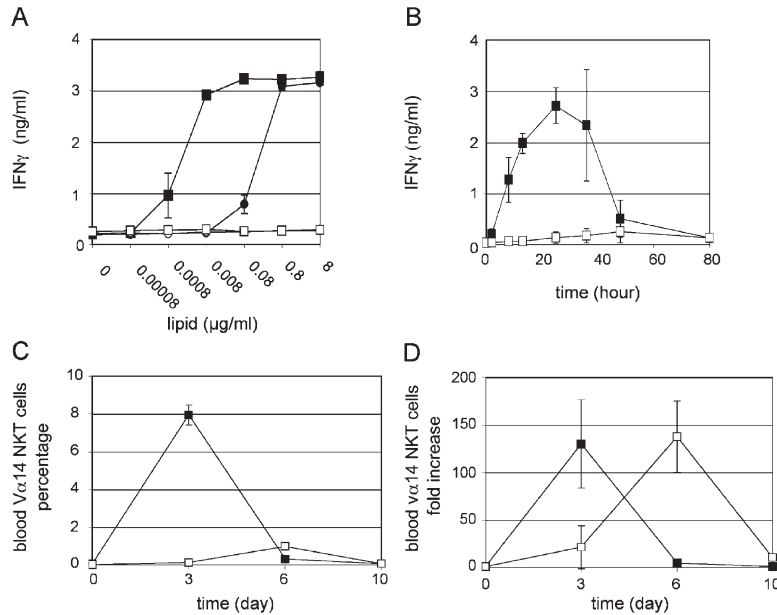 A
IFNγ (ng/ml)
4
3
2
1
0
0
0.00008
0.0008
0.008
0.08
0.8
8
lipid (µg/ml)
B
IFNγ (ng/ml)
4
3
2
1
0
0
20
40
60
80
time (hour)
C
blood Vα14 NKT cells
percentage
10
8
6
4
2
0
0
3
6
10
time (day)
D
blood vα14 NKT cells
fold increase
200
150
100
50
0
0
3
6
10
time (day)